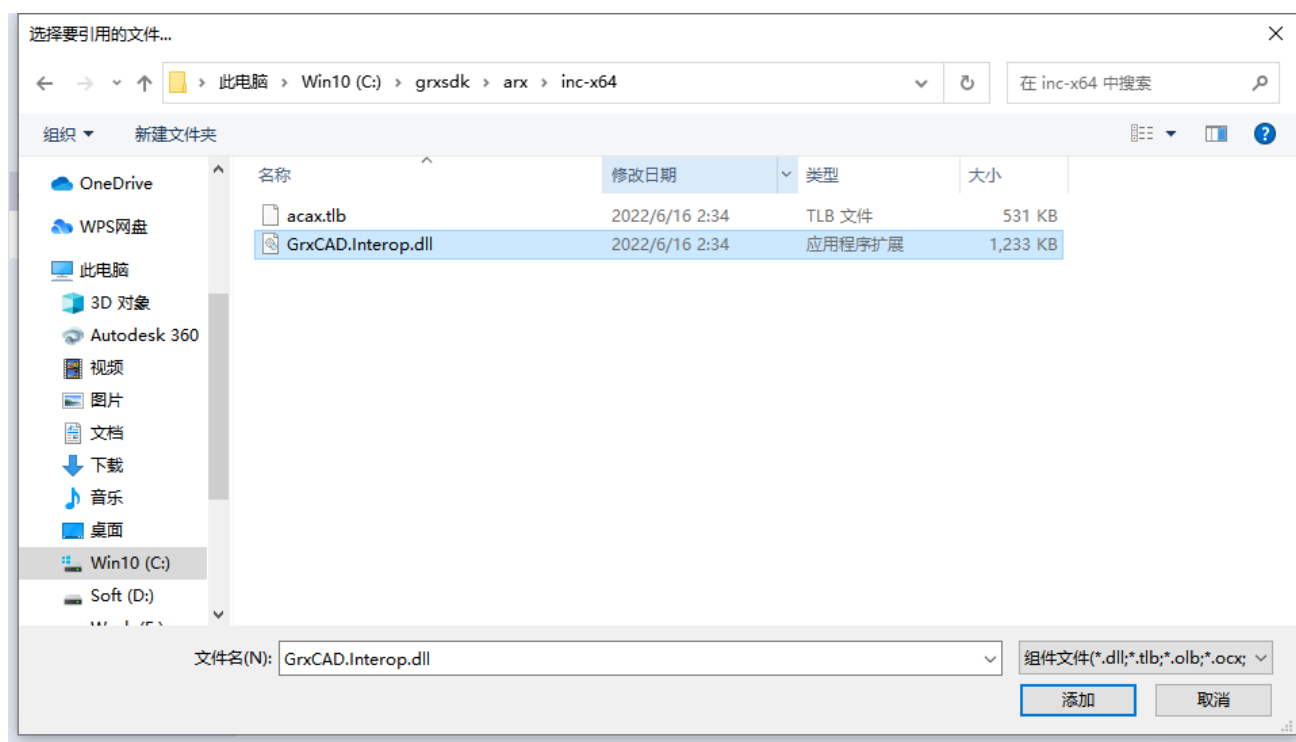 选择要引用的文件...
此电脑 › Win10 (C:) › grxsdk › arx › inc-x64
在 inc-x64 中搜索
组织 新建文件夹
名称 修改日期 类型 大小
acax.tlb 2022/6/16 2:34 TLB 文件 531 KB
GrxCAD.Interop.dll 2022/6/16 2:34 应用程序扩展 1,233 KB
OneDrive
WPS网盘
此电脑
3D 对象
Autodesk 360
视频
图片
文档
下载
音乐
桌面
Win10 (C:)
Soft (D:)
文件名(N): GrxCAD.Interop.dll
组件文件(*.dll;*.tlb;*.olb;*.ocx;
添加 取消